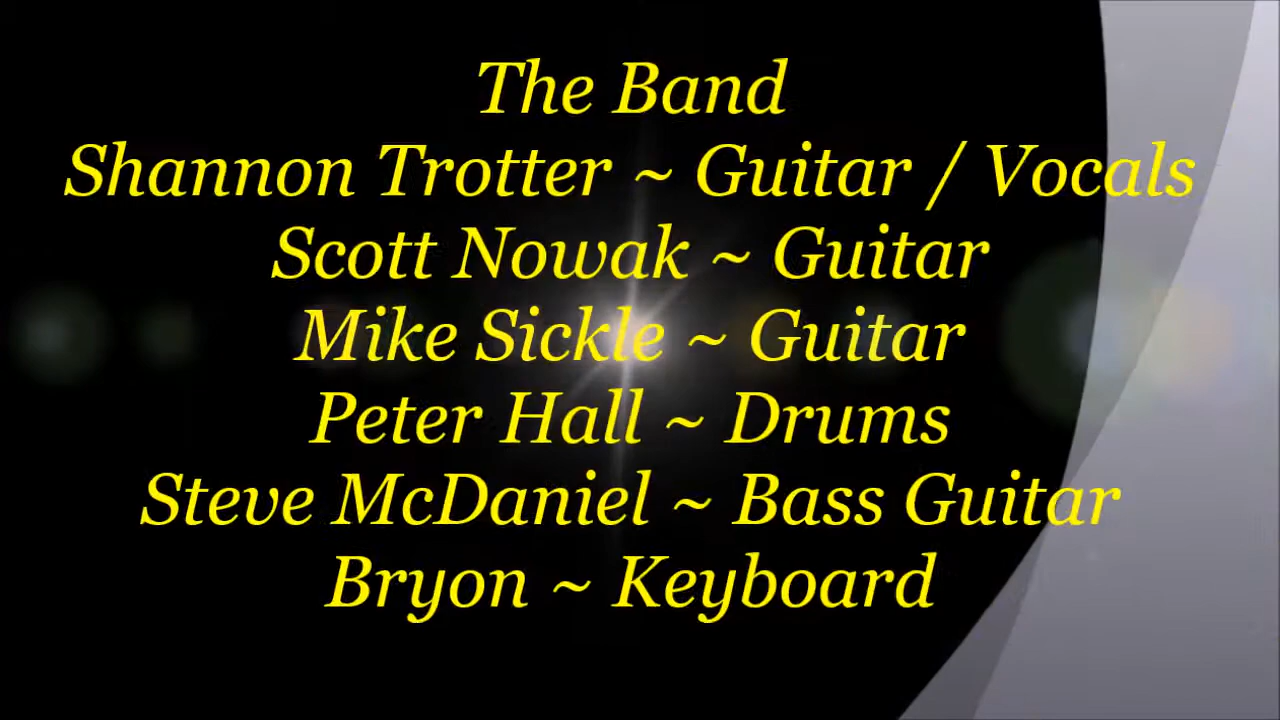 The Band
Shannon Trotter ~ Guitar / Vocals
Scott Nowak ~ Guitar
Mike Sickle ~ Guitar
Peter Hall ~ Drums
Steve McDaniel ~ Bass Guitar
Bryon ~ Keyboard